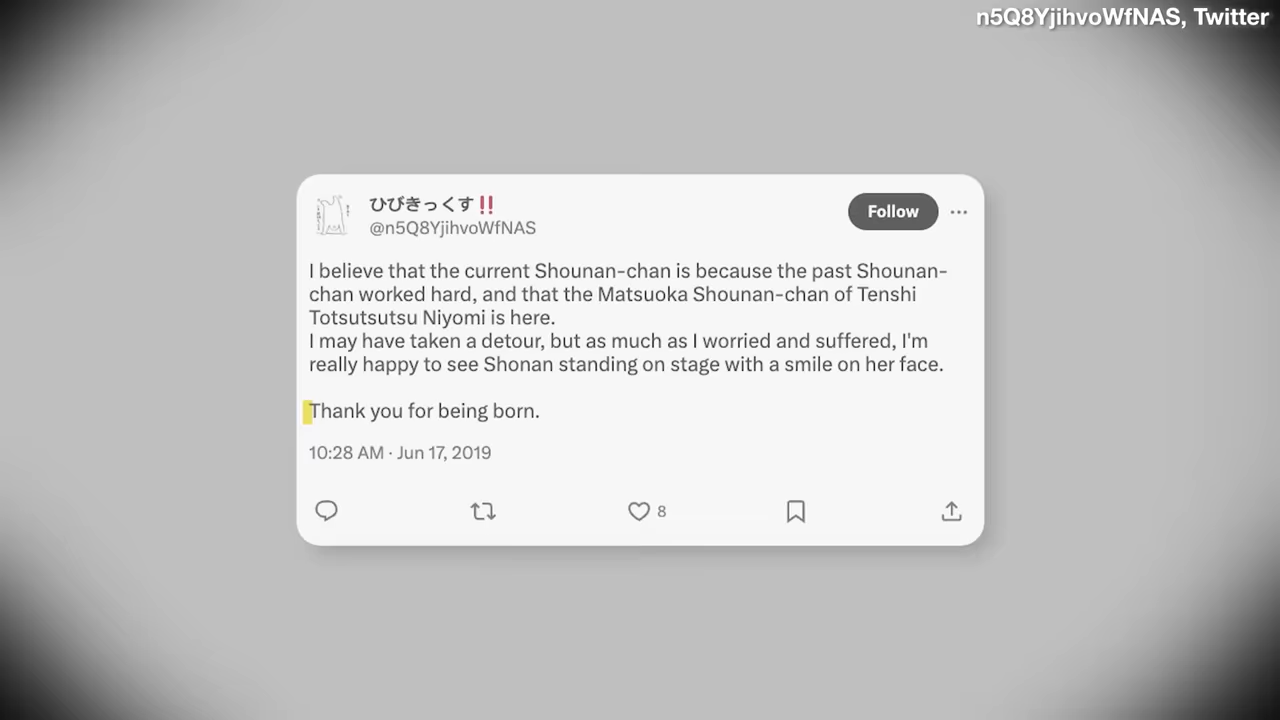 n5Q8YjihvoWfNAS, Twitter
ひびきっくす‼️
@n5Q8YjihvoWfNAS
Follow
I believe that the current Shounan-chan is because the past Shounan-
chan worked hard, and that the Matsuoka Shounan-chan of Tenshi
Totsutsutsu Niyomi is here.
I may have taken a detour, but as much as I worried and suffered, I'm
really happy to see Shonan standing on stage with a smile on her face.
Thank you for being born.
10:28 AM · Jun 17, 2019
8